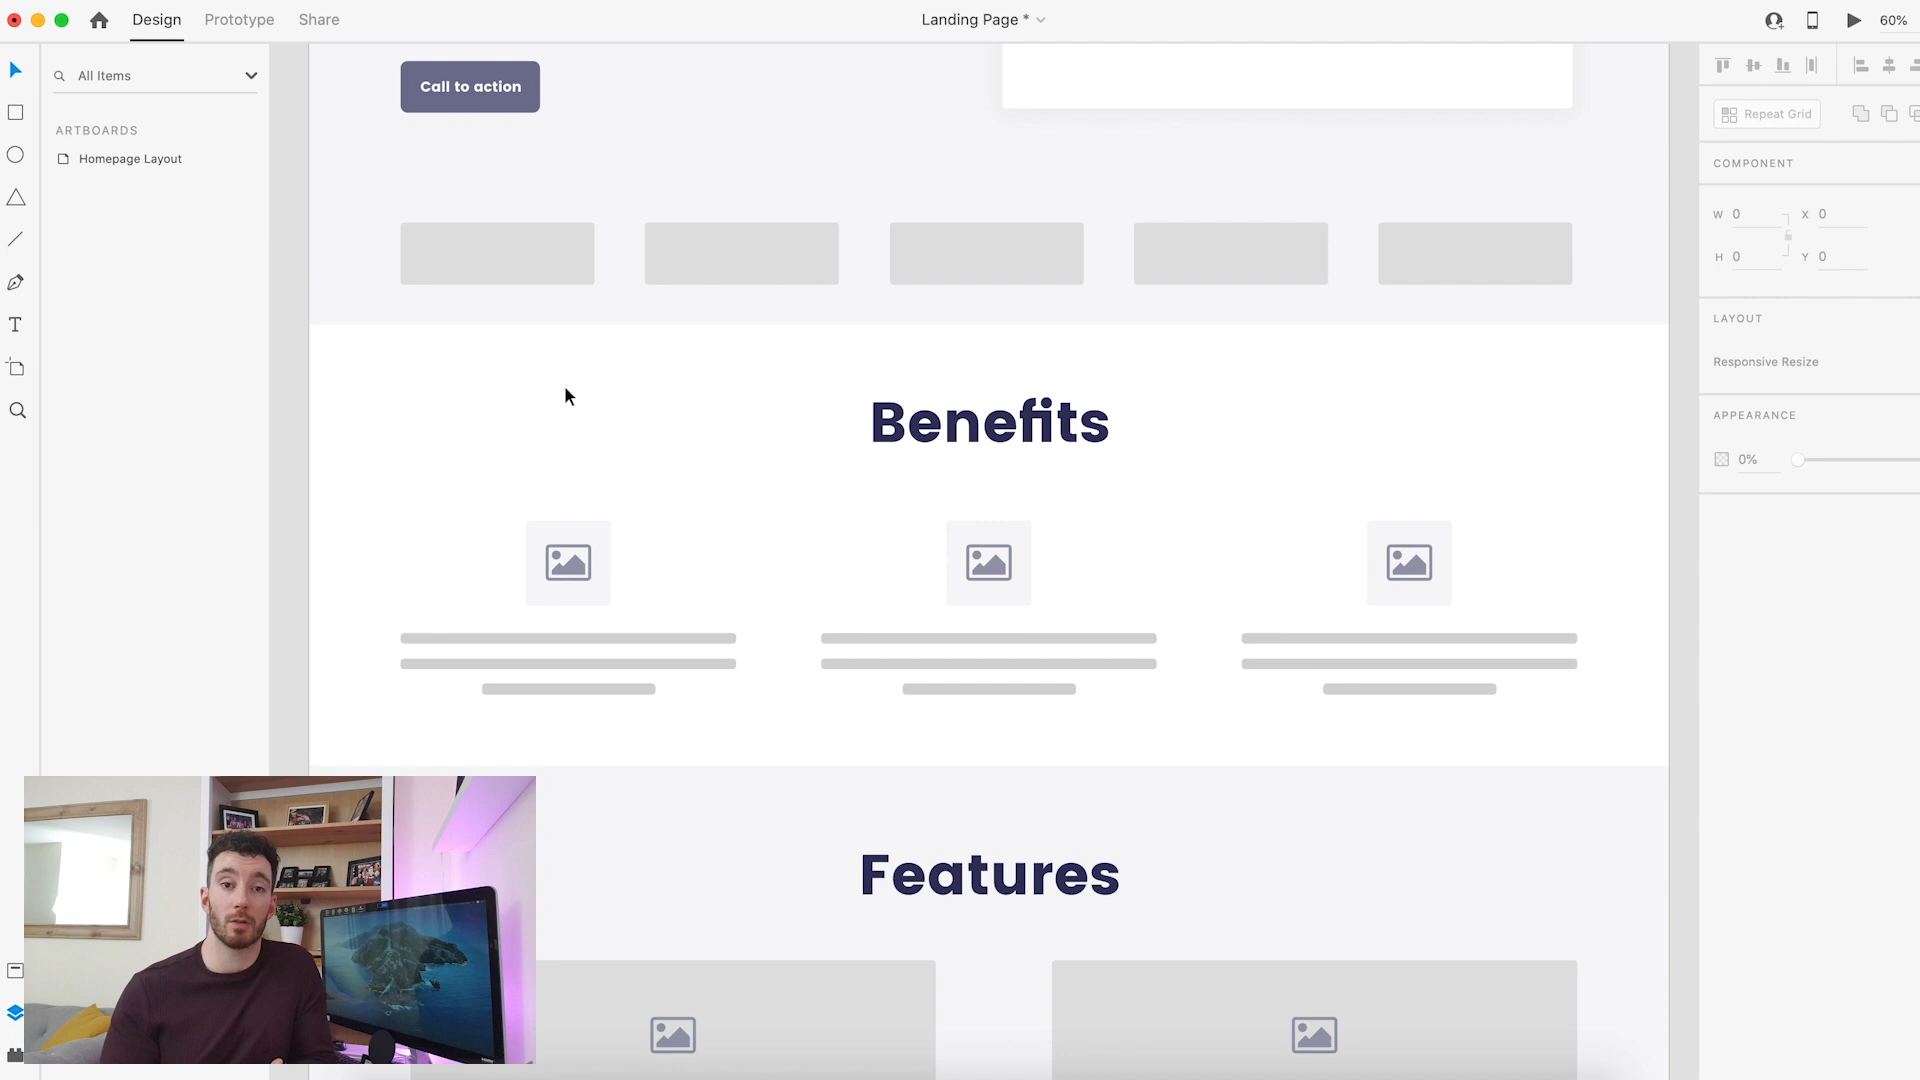 Design
Prototype
Share
Landing Page *
60%
All Items
ARTBOARDS
Homepage Layout
Call to action
Benefits
Features
Repeat Grid
COMPONENT
W 0
X 0
H 0
Y 0
LAYOUT
Responsive Resize
APPEARANCE
0%